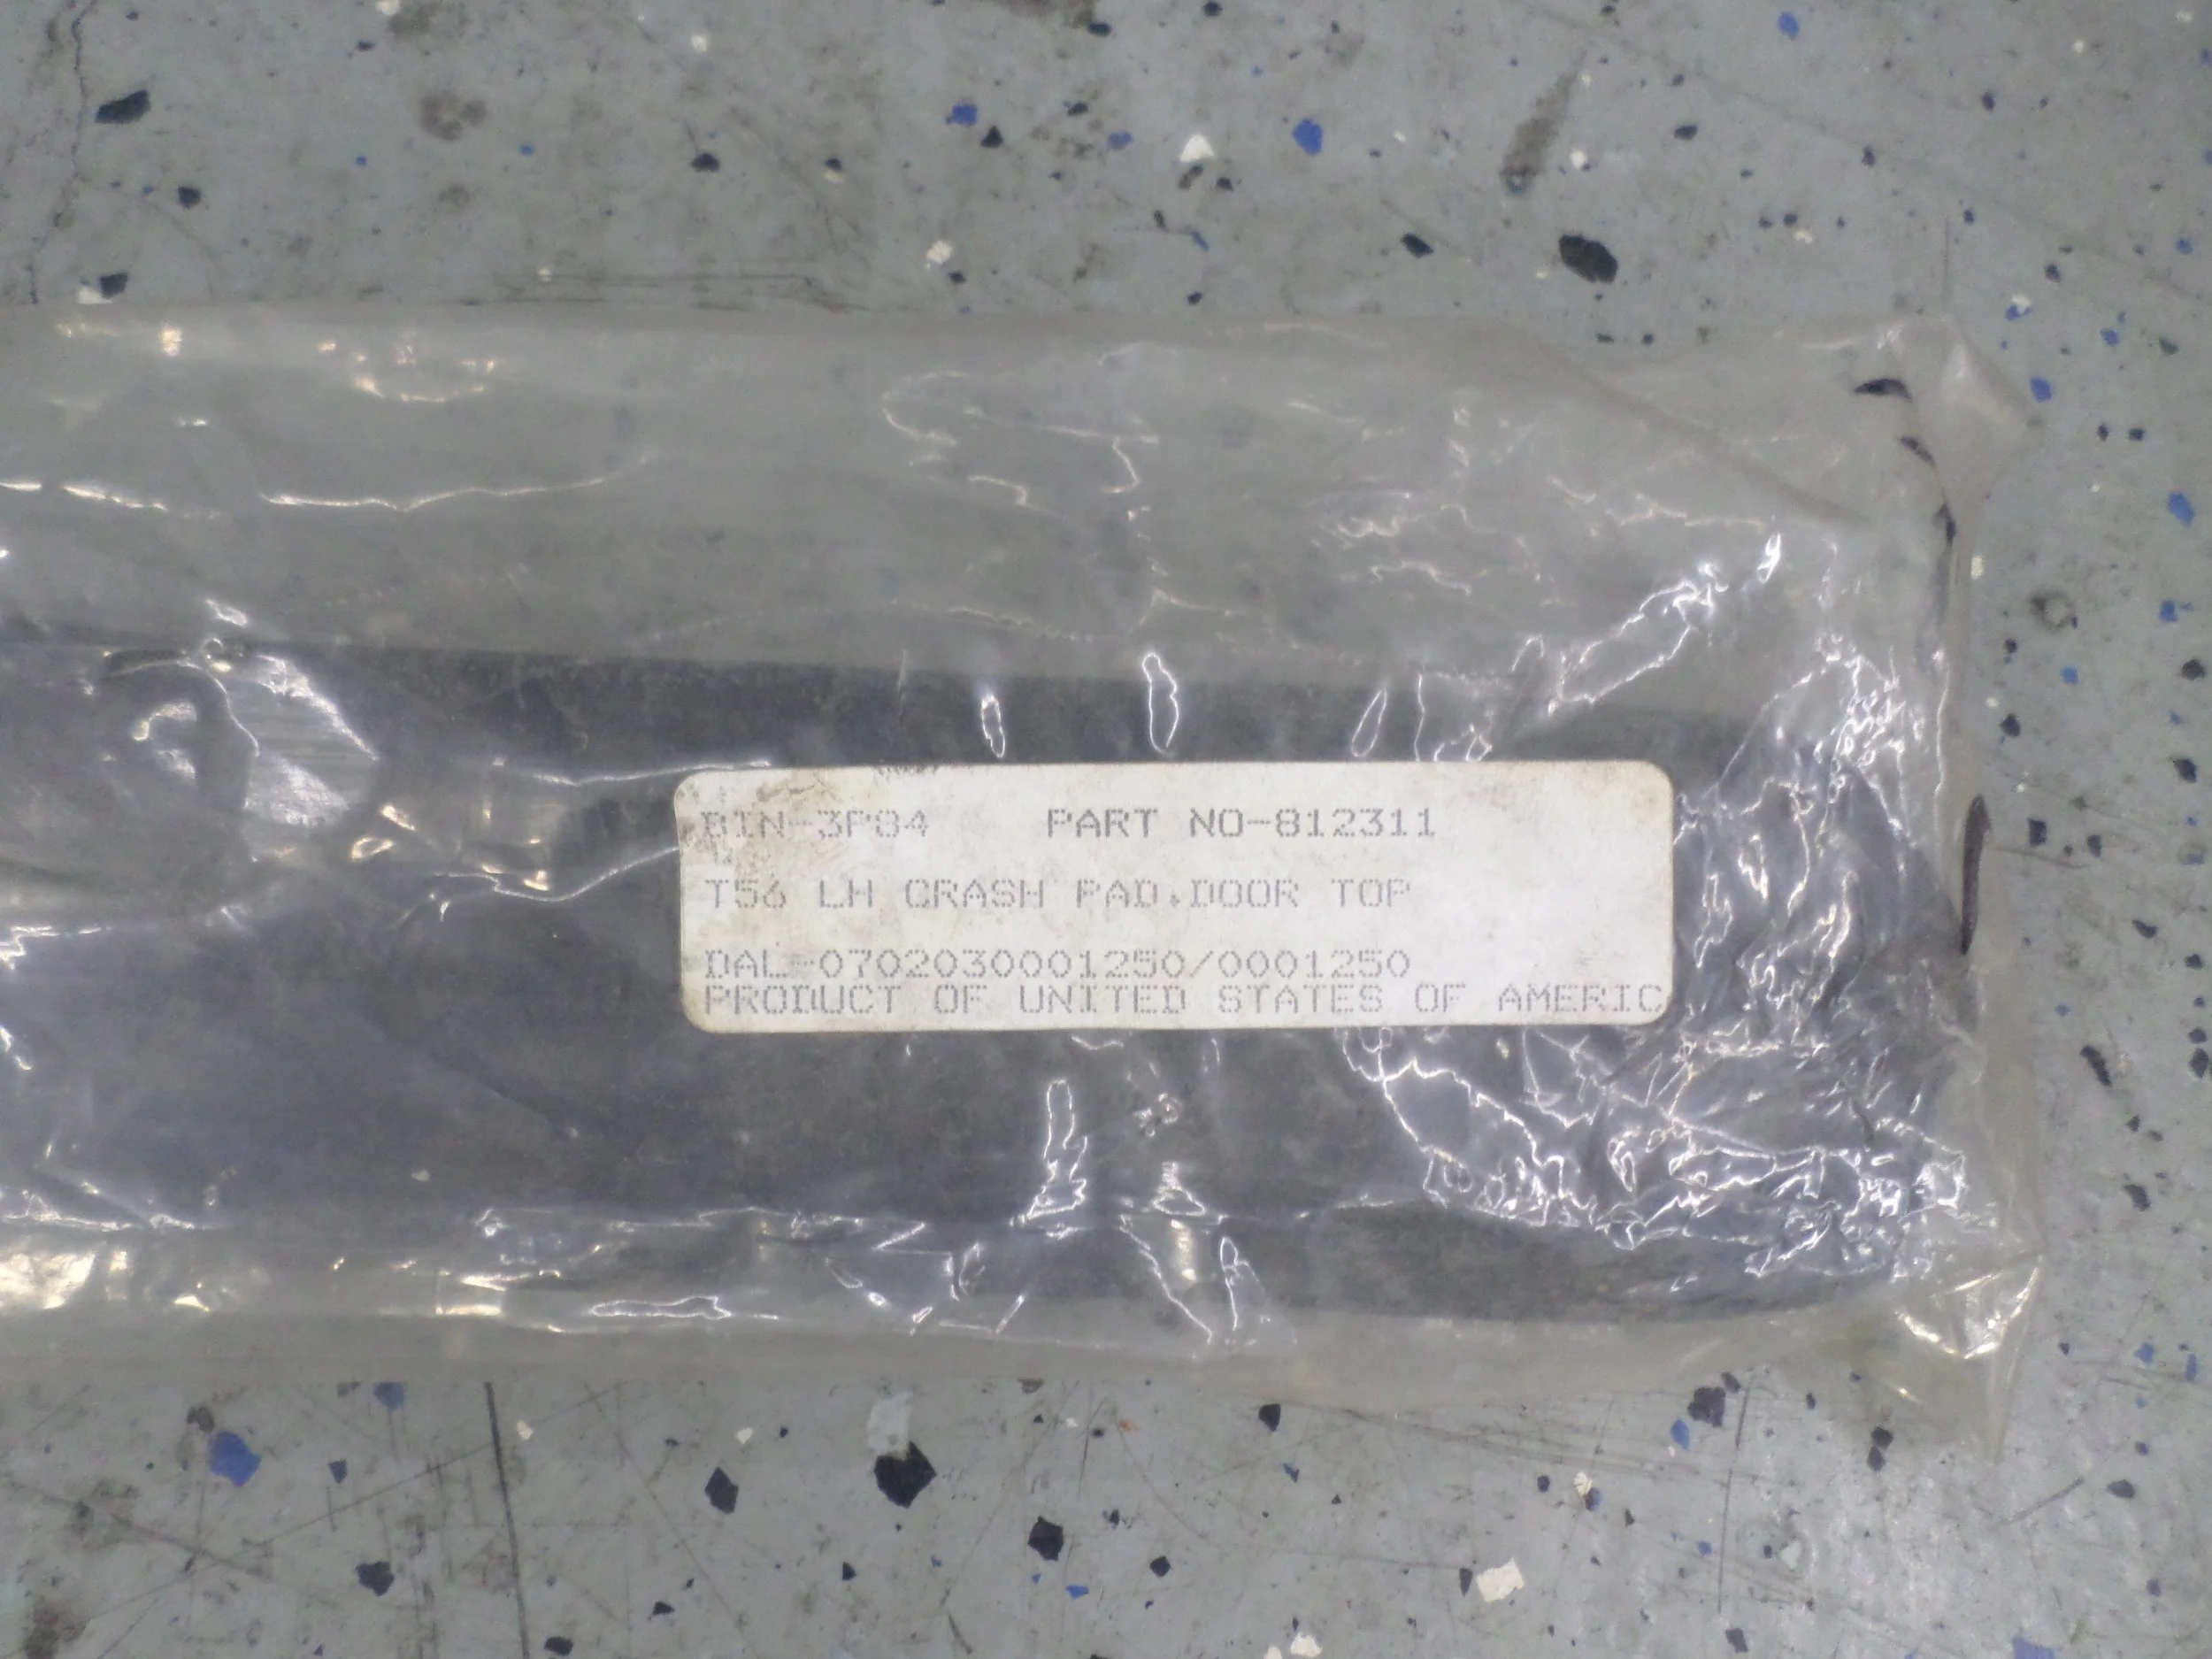 BIN-3P84 PART NO-812311
T56 LH CRASH PAD,DOOR TOP
DAL-0702030001250/0001250
PRODUCT OF UNITED STATES OF AMERIC